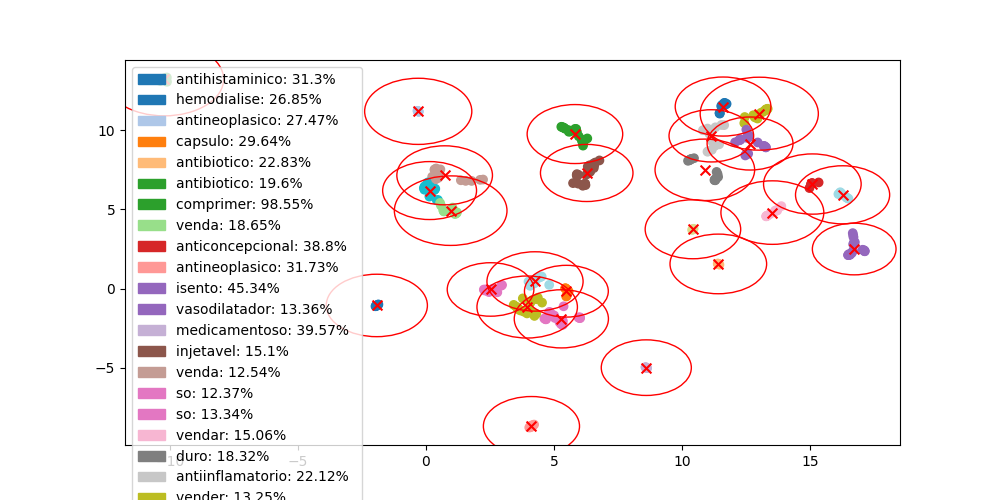 antihistaminico: 31.3%
hemodialise: 26.85%
antineoplasico: 27.47%
capsulo: 29.64%
antibiotico: 22.83%
antibiotico: 19.6%
comprimer: 98.55%
venda: 18.65%
anticoncepcional: 38.8%
antineoplasico: 31.73%
isento: 45.34%
vasodilatador: 13.36%
medicamentoso: 39.57%
injetavel: 15.1%
venda: 12.54%
so: 12.37%
so: 13.34%
vendar: 15.06%
duro: 18.32%
antiinflamatorio: 22.12%
vender: 13.25%
10
5
0
−5
−10
−5
0
5
10
15